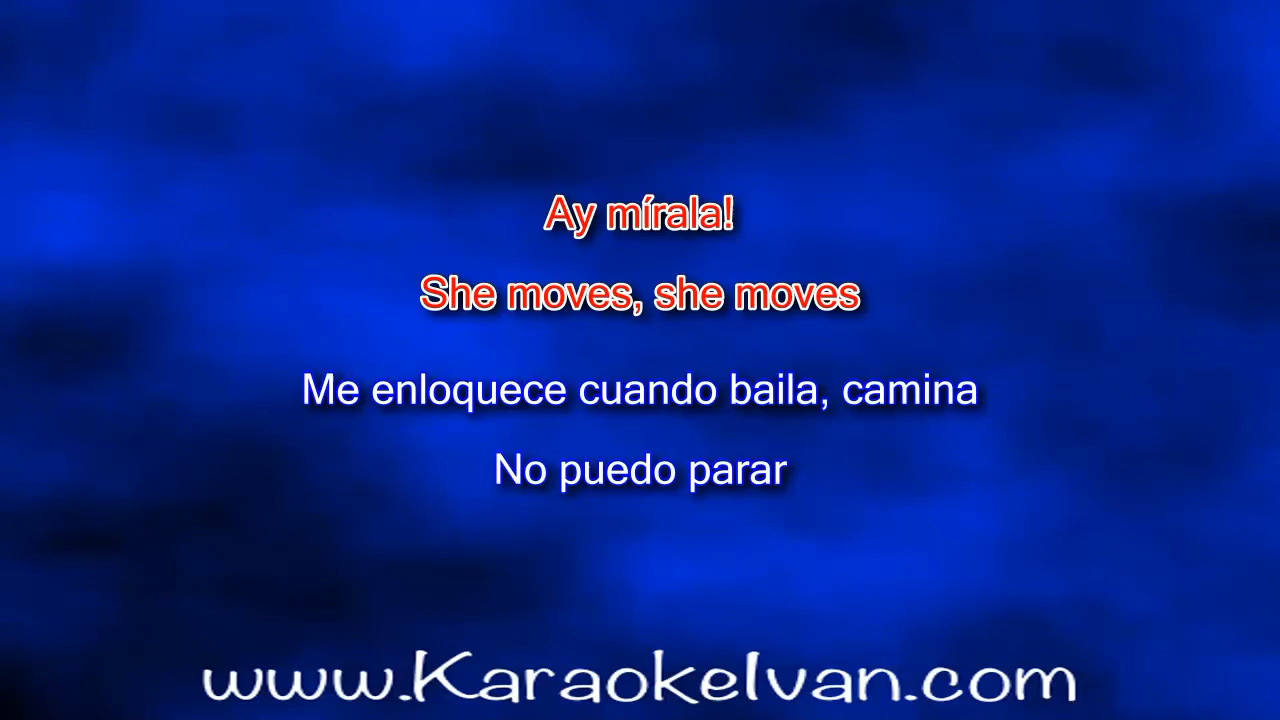 Ay mírala!
She moves, she moves
Me enloquece cuando baila, camina
No puedo parar
www.KaraokeIvan.com